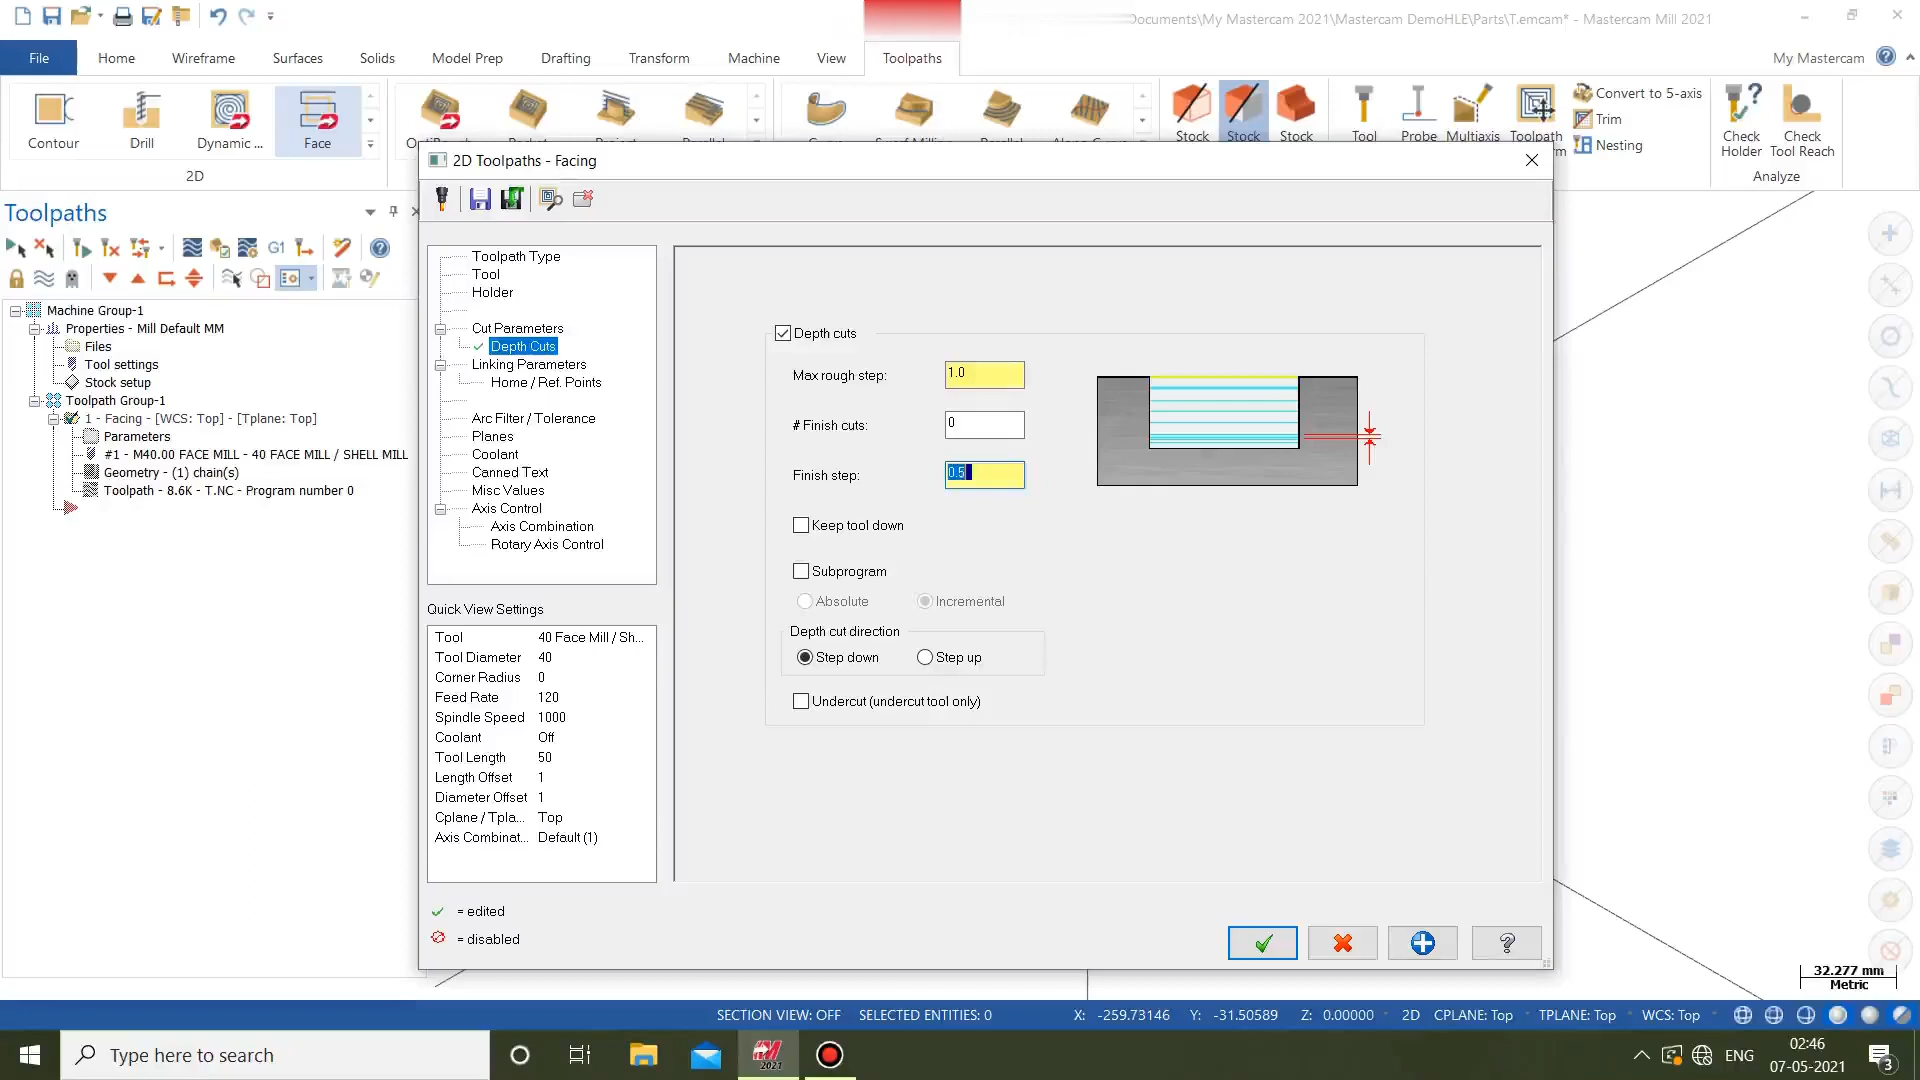 Documents\My Mastercam 2021\Mastercam DemoHLE\Parts\T.emcam* - Mastercam Mill 2021
File Home Wireframe Surfaces Solids Model Prep Drafting Transform Machine View Toolpaths My Mastercam
Contour Drill Dynamic ... Face
Stock Stock Stock Tool Probe Multiaxis Toolpath
Convert to 5-axis
Trim
Nesting
Check Holder
Check Tool Reach
2D
Analyze
2D Toolpaths - Facing
Toolpaths
G1
Machine Group-1
Properties - Mill Default MM
Files
Tool settings
Stock setup
Toolpath Group-1
1 - Facing - [WCS: Top] - [Tplane: Top]
Parameters
#1 - M40.00 FACE MILL - 40 FACE MILL / SHELL MILL
Geometry - (1) chain(s)
Toolpath - 8.6K - T.NC - Program number 0
Toolpath Type
Tool
Holder
Cut Parameters
Depth Cuts
Linking Parameters
Home / Ref. Points
Arc Filter / Tolerance
Planes
Coolant
Canned Text
Misc Values
Axis Control
Axis Combination
Rotary Axis Control
Quick View Settings
Tool 40 Face Mill / Sh...
Tool Diameter 40
Corner Radius 0
Feed Rate 120
Spindle Speed 1000
Coolant Off
Tool Length 50
Length Offset 1
Diameter Offset 1
Cplane / Tpla... Top
Axis Combinat... Default (1)
= edited
= disabled
Depth cuts
Max rough step: 1.0
# Finish cuts: 0
Finish step: 0.5
Keep tool down
Subprogram
Absolute Incremental
Depth cut direction
Step down Step up
Undercut (undercut tool only)
32.277 mm
Metric
SECTION VIEW: OFF SELECTED ENTITIES: 0 X: -259.73146 Y: -31.50589 Z: 0.00000 2D CPLANE: Top TPLANE: Top WCS: Top
Type here to search
2021
ENG
02:46
07-05-2021
3